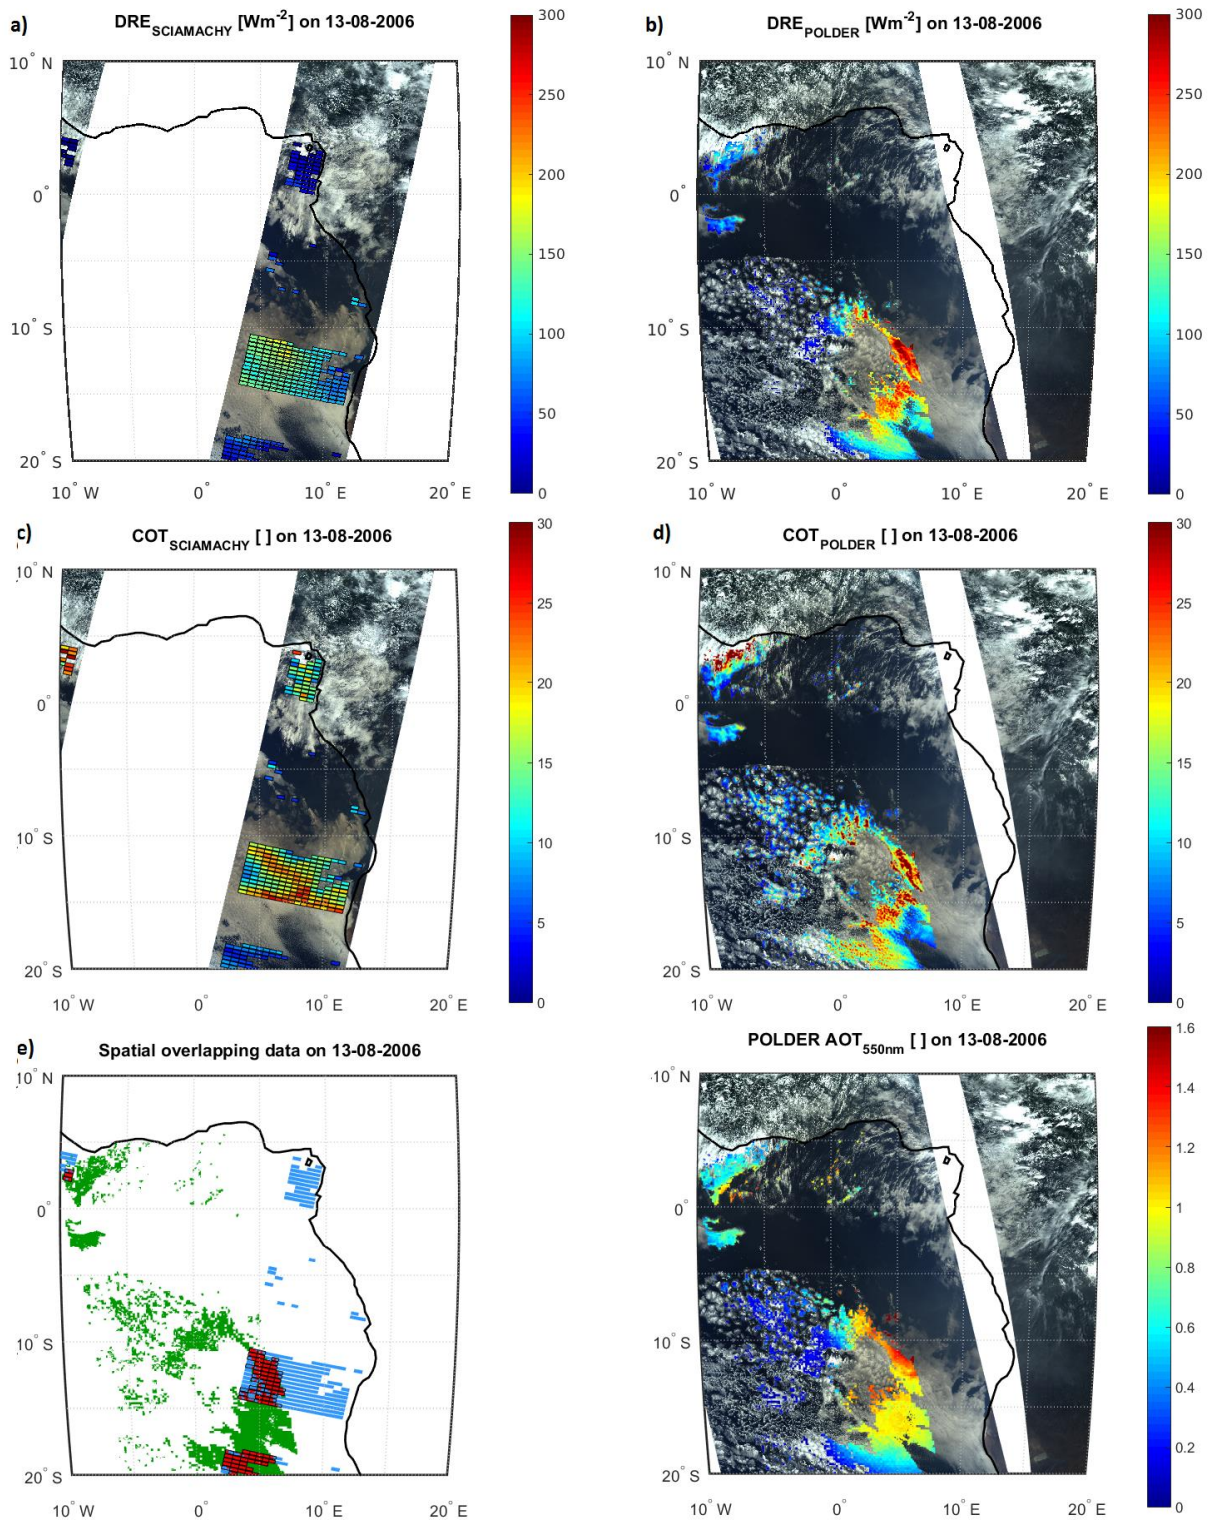 a) DRE_SCIAMACHY [Wm^-2] on 13-08-2006
300
250
200
150
100
50
0
10° N
0°
10° S
20° S
10° W
0°
10° E
20° E
b) DRE_POLDER [Wm^-2] on 13-08-2006
300
250
200
150
100
50
0
10° N
0°
10° S
20° S
10° W
0°
10° E
20° E
c) COT_SCIAMACHY [ ] on 13-08-2006
30
25
20
15
10
5
0
10° N
0°
10° S
20° S
10° W
0°
10° E
20° E
d) COT_POLDER [ ] on 13-08-2006
30
25
20
15
10
5
0
10° N
0°
10° S
20° S
10° W
0°
10° E
20° E
e) Spatial overlapping data on 13-08-2006
10° N
0°
10° S
20° S
10° W
0°
10° E
20° E
POLDER AOT_550nm [ ] on 13-08-2006
1.6
1.4
1.2
1
0.8
0.6
0.4
0.2
0
10° N
0°
10° S
20° S
10° W
0°
10° E
20° E